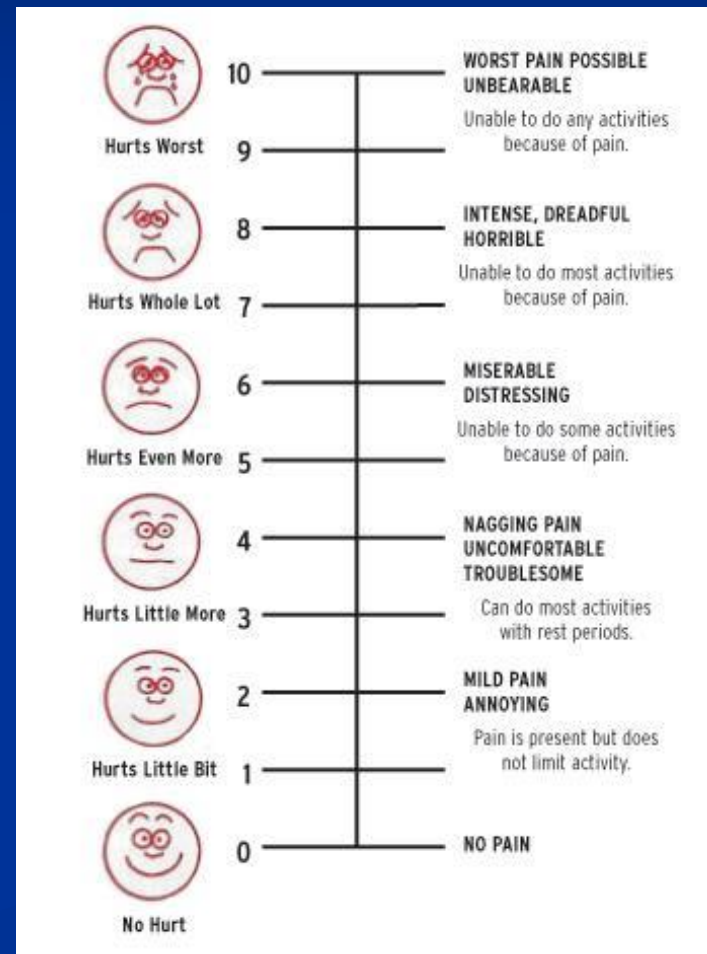 10
WORST PAIN POSSIBLE
UNBEARABLE
Unable to do any activities
because of pain.
Hurts Worst
9
8
INTENSE, DREADFUL
HORRIBLE
Unable to do most activities
because of pain.
Hurts Whole Lot
7
6
MISERABLE
DISTRESSING
Unable to do some activities
because of pain.
Hurts Even More
5
4
NAGGING PAIN
UNCOMFORTABLE
TROUBLESOME
Can do most activities
with rest periods.
Hurts Little More
3
2
MILD PAIN
ANNOYING
Pain is present but does
not limit activity.
Hurts Little Bit
1
0
NO PAIN
No Hurt